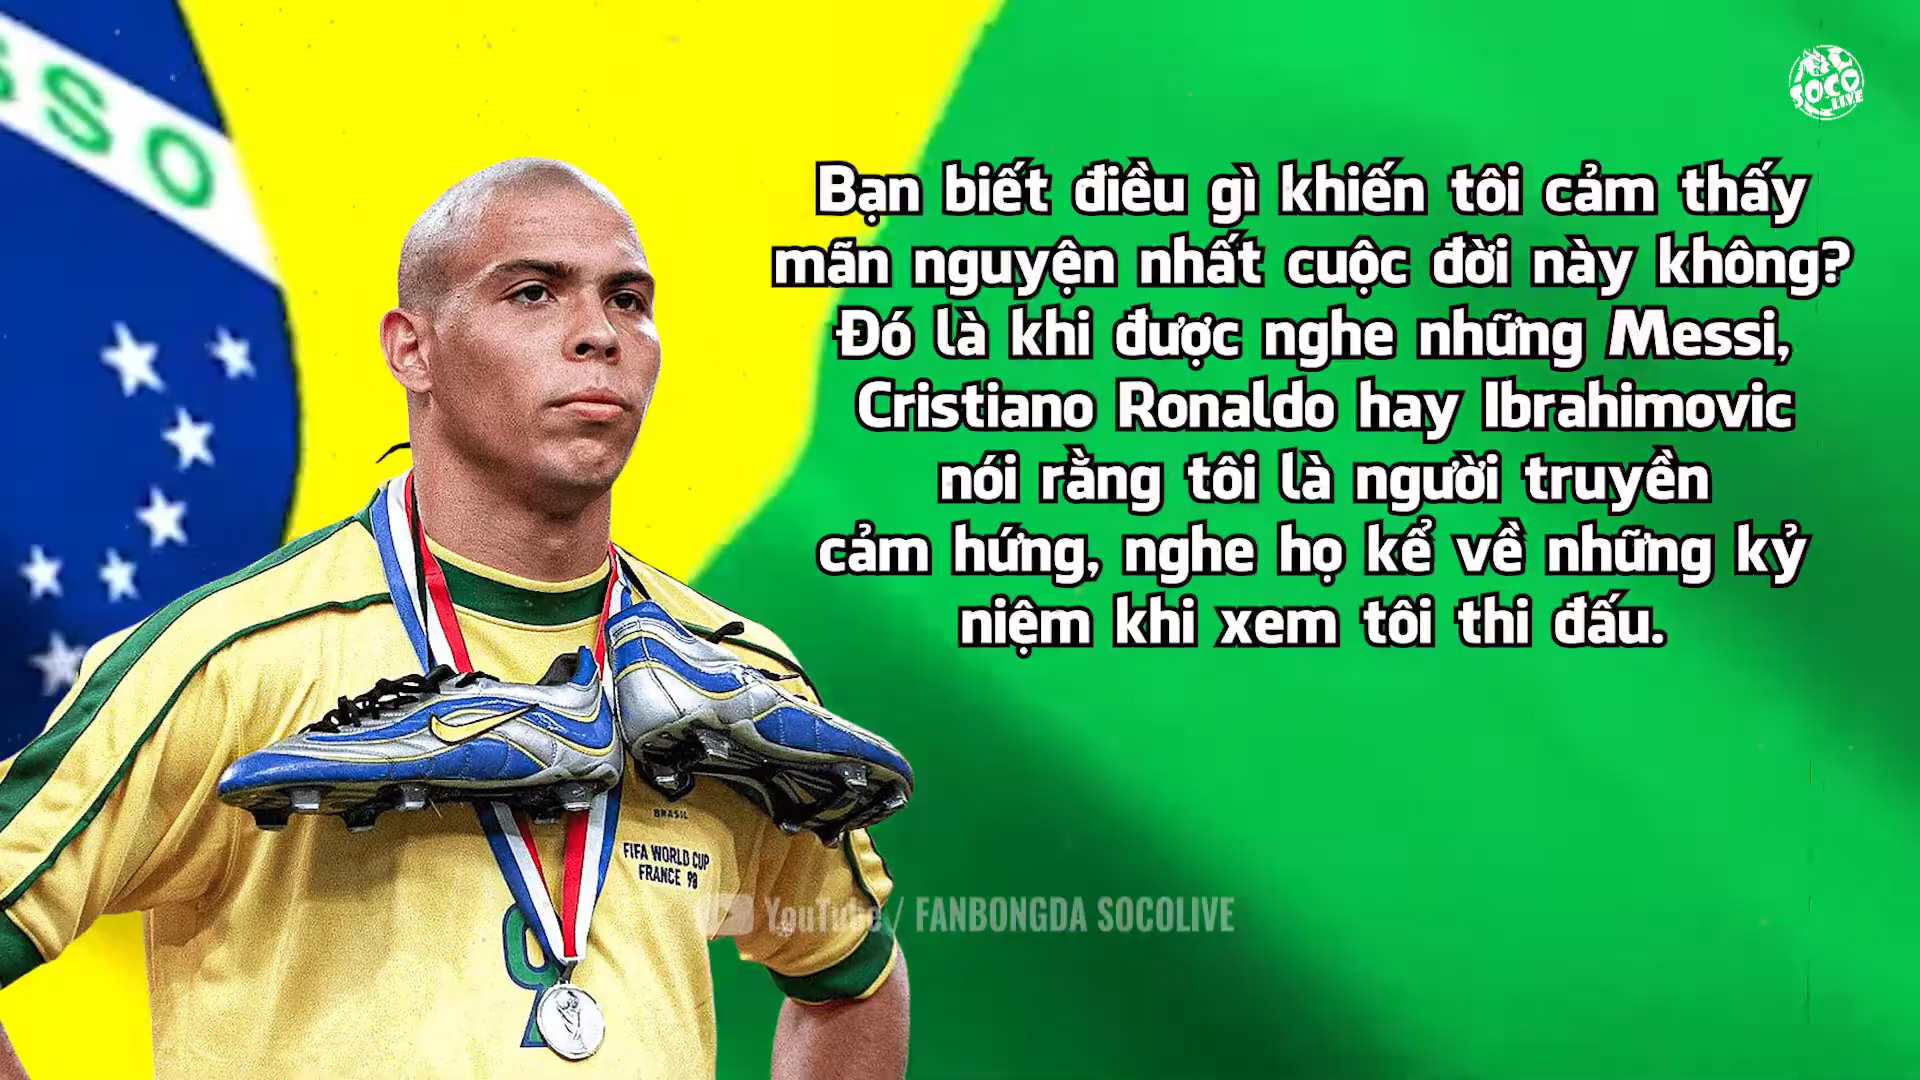 SSO
SOCO
LIVE
Bạn biết điều gì khiến tôi cảm thấy
mãn nguyện nhất cuộc đời này không?
Đó là khi được nghe những Messi,
Cristiano Ronaldo hay Ibrahimovic
nói rằng tôi là người truyền
cảm hứng, nghe họ kể về những kỷ
niệm khi xem tôi thi đấu.
BRASIL
FIFA WORLD CUP
FRANCE 98
YouTube / FANBONGDA SOCOLIVE
9